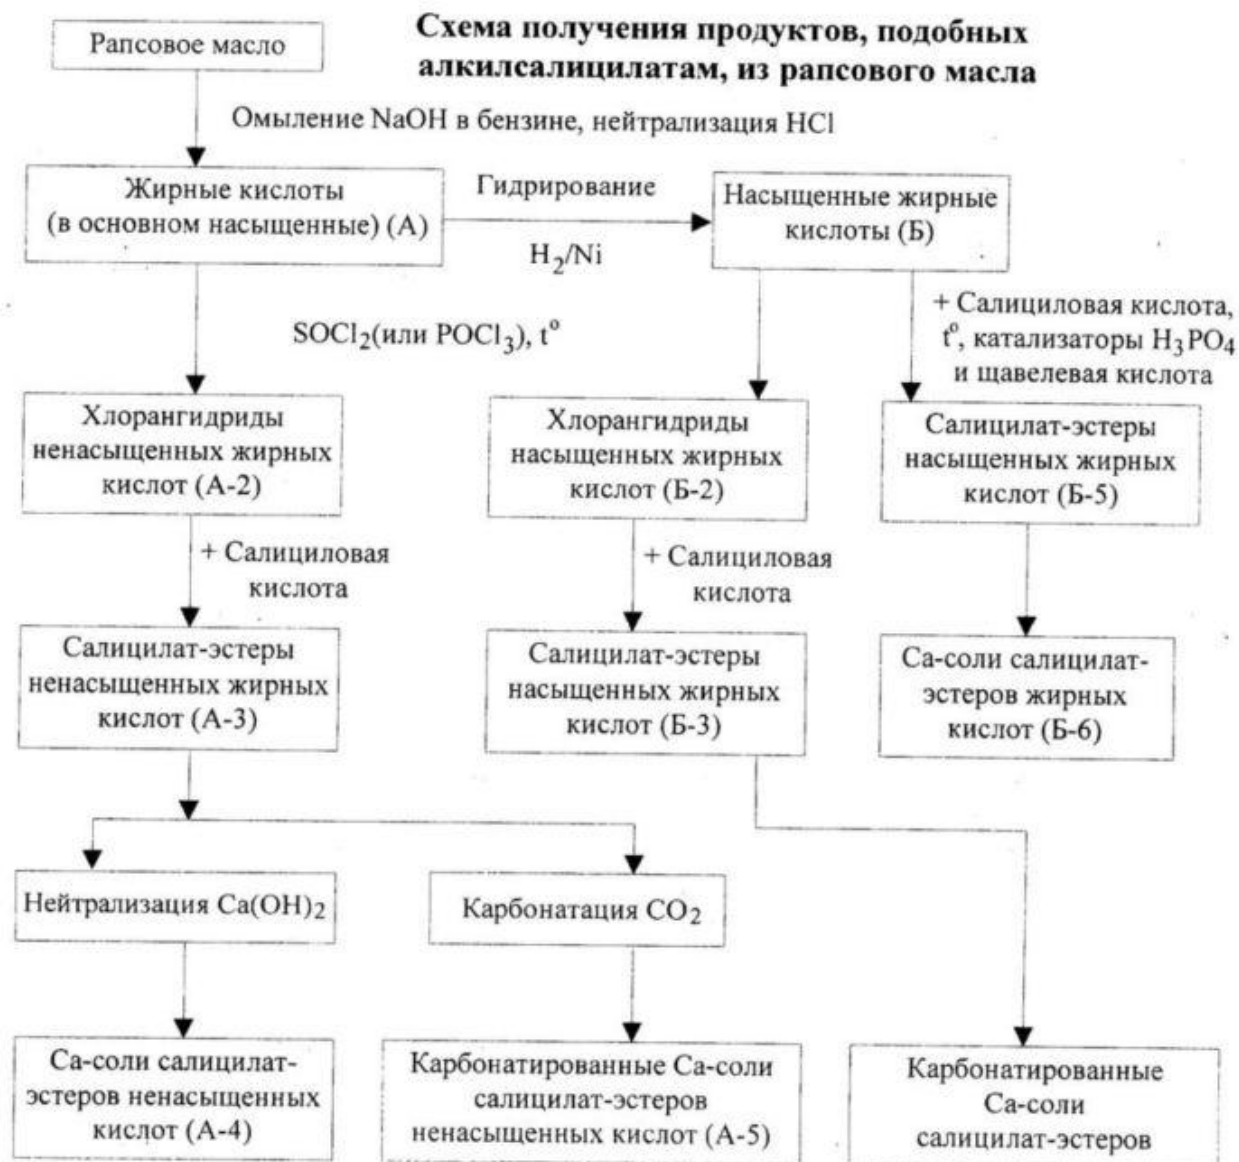 Схема получения продуктов, подобных
алкилсалицилатам, из рапсового масла
Рапсовое масло
Омыление NaOH в бензине, нейтрализация HCl
Жирные кислоты
(в основном насыщенные) (А)
Гидрирование
H2/Ni
Насыщенные жирные
кислоты (Б)
SOCl2(или POCl3), t°
+ Салициловая кислота,
t°, катализаторы H3PO4
и щавелевая кислота
Хлорангидриды
ненасыщенных жирных
кислот (А-2)
Хлорангидриды
насыщенных жирных
кислот (Б-2)
Салицилат-эстеры
насыщенных жирных
кислот (Б-5)
+ Салициловая
кислота
+ Салициловая
кислота
Салицилат-эстеры
ненасыщенных жирных
кислот (А-3)
Салицилат-эстеры
насыщенных жирных
кислот (Б-3)
Са-соли салицилат-
эстеров жирных
кислот (Б-6)
Нейтрализация Ca(OH)2
Карбонатация CO2
Са-соли салицилат-
эстеров ненасыщенных
кислот (А-4)
Карбонатированные Са-соли
салицилат-эстеров
ненасыщенных кислот (А-5)
Карбонатированные
Са-соли
салицилат-эстеров